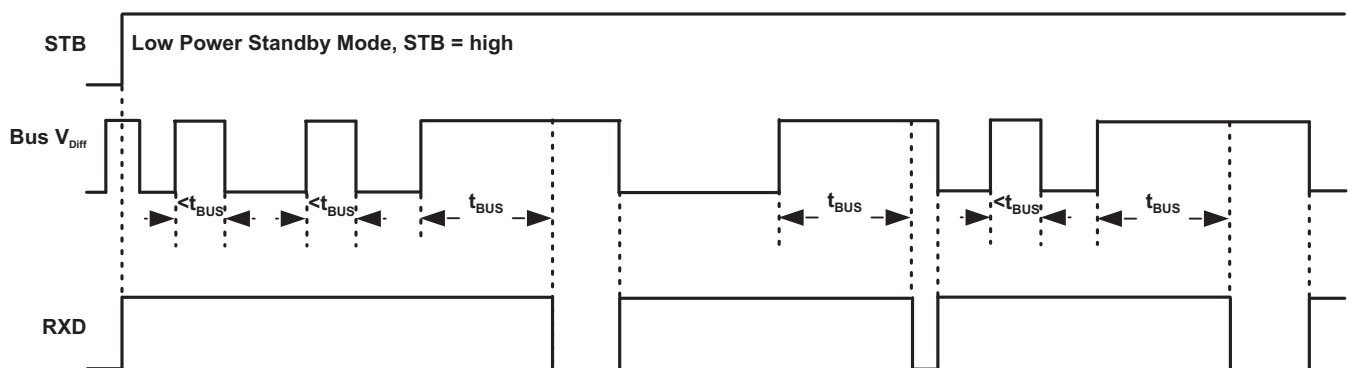 STB
Low Power Standby Mode, STB = high
Bus VDiff
<tBUS
<tBUS
tBUS
tBUS
<tBUS
tBUS
RXD